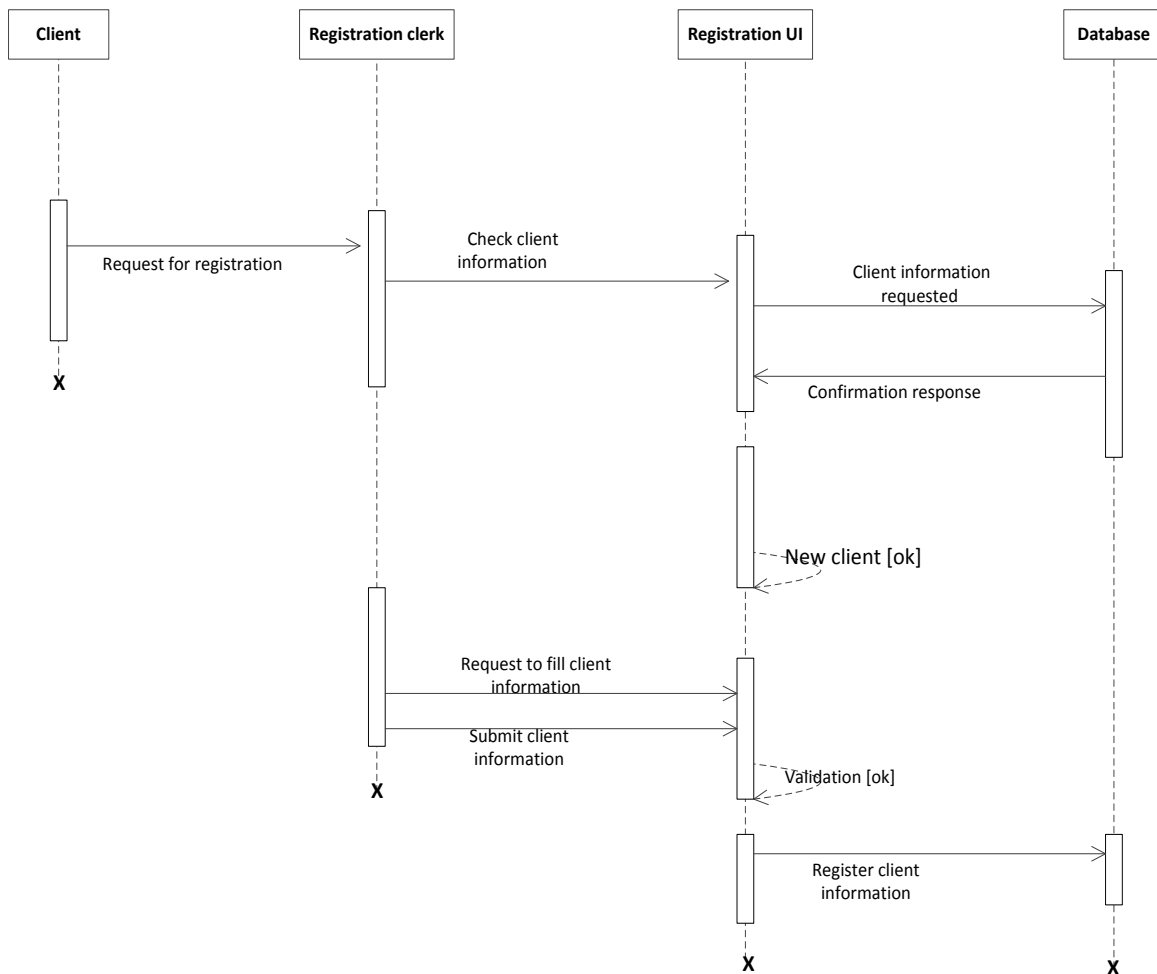 Client
Registration clerk
Registration UI
Database
Request for registration
Check client
information
Client information
requested
X
Confirmation response
New client [ok]
Request to fill client
information
Submit client
information
Validation [ok]
X
Register client
information
X
X